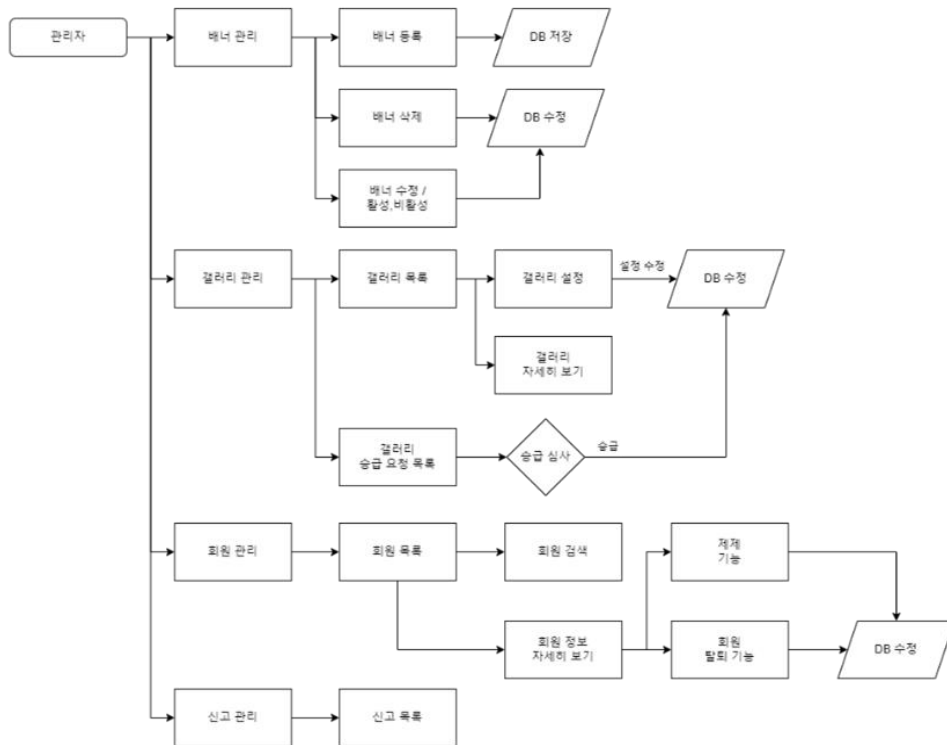 관리자
배너 관리
배너 등록
DB 저장
배너 삭제
DB 수정
배너 수정 /
활성,비활성
갤러리 관리
갤러리 목록
갤러리 설정
설정 수정
DB 수정
갤러리
자세히 보기
갤러리
승급 요청 목록
승급 심사
승급
회원 관리
회원 목록
회원 검색
제제
기능
회원 정보
자세히 보기
회원
탈퇴 기능
DB 수정
신고 관리
신고 목록